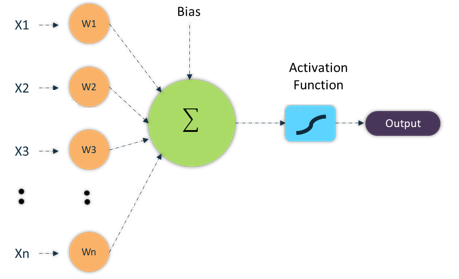 Bias
X1 W1
X2 W2
Activation
Function
∑
Output
X3 W3
Xn Wn